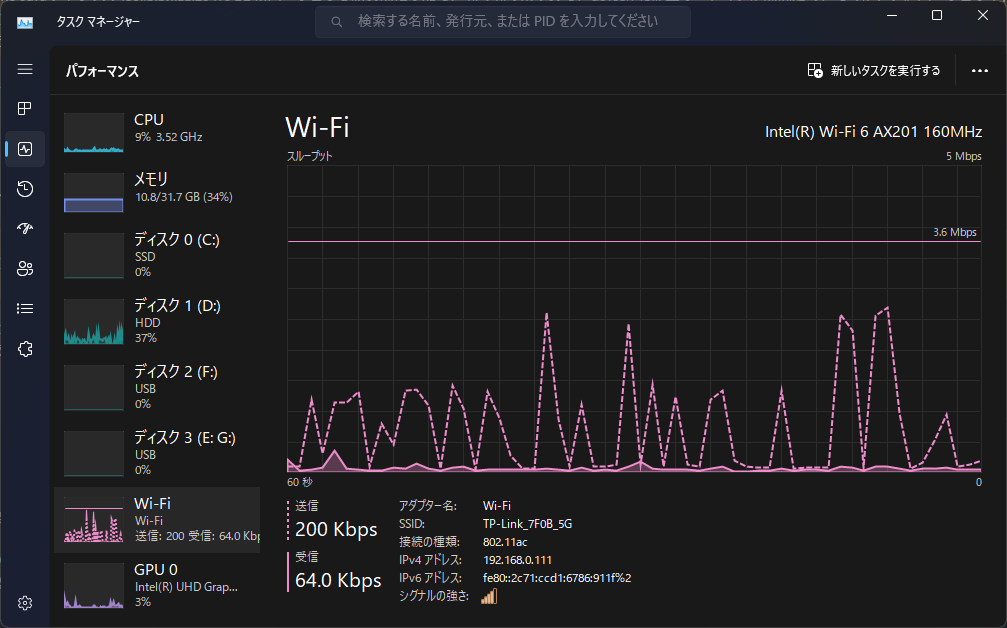 タスク マネージャー
検索する名前、発行元、または PID を入力してください
パフォーマンス
新しいタスクを実行する
CPU
9% 3.52 GHz
メモリ
10.8/31.7 GB (34%)
ディスク 0 (C:)
SSD
0%
ディスク 1 (D:)
HDD
37%
ディスク 2 (F:)
USB
0%
ディスク 3 (E: G:)
USB
0%
Wi-Fi
Wi-Fi
送信: 200 受信: 64.0 Kbp
GPU 0
Intel(R) UHD Grap...
3%
Wi-Fi
Intel(R) Wi-Fi 6 AX201 160MHz
スループット
5 Mbps
3.6 Mbps
60 秒
0
送信
200 Kbps
受信
64.0 Kbps
アダプター名: Wi-Fi
SSID: TP-Link_7F0B_5G
接続の種類: 802.11ac
IPv4 アドレス: 192.168.0.111
IPv6 アドレス: fe80::2c71:ccd1:6786:911f%2
シグナルの強さ: